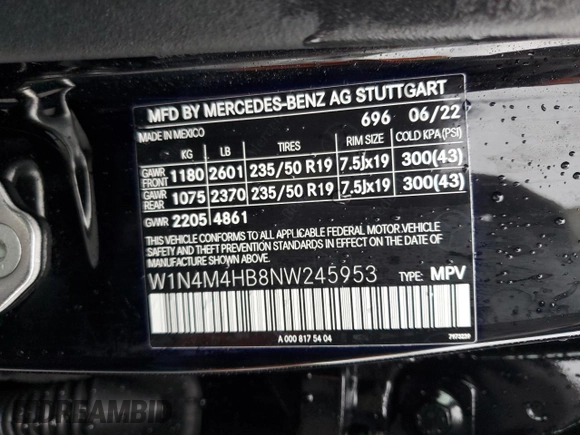 MFD BY MERCEDES-BENZ AG STUTTGART
696 06/22
MADE IN MEXICO
KG LB TIRES RIM SIZE COLD KPA(PSI)
GAWR FRONT 1180 2601 235/50 R19 7.5Jx19 300(43)
GAWR REAR 1075 2370 235/50 R19 7.5Jx19 300(43)
GVWR 2205 4861
THIS VEHICLE CONFORMS TO ALL APPLICABLE FEDERAL MOTOR VEHICLE
SAFETY AND THEFT PREVENTION STANDARDS IN EFFECT ON THE DATE OF
MANUFACTURE SHOWN ABOVE.
W1N4M4HB8NW245953 TYPE: MPV
A 000 817 54 04
DREAMBID